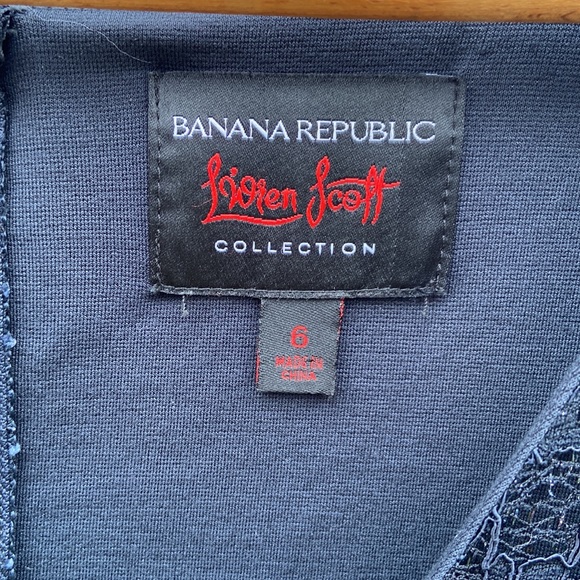 BANANA REPUBLIC
L'Wren Scott
COLLECTION
6
MADE IN
CHINA